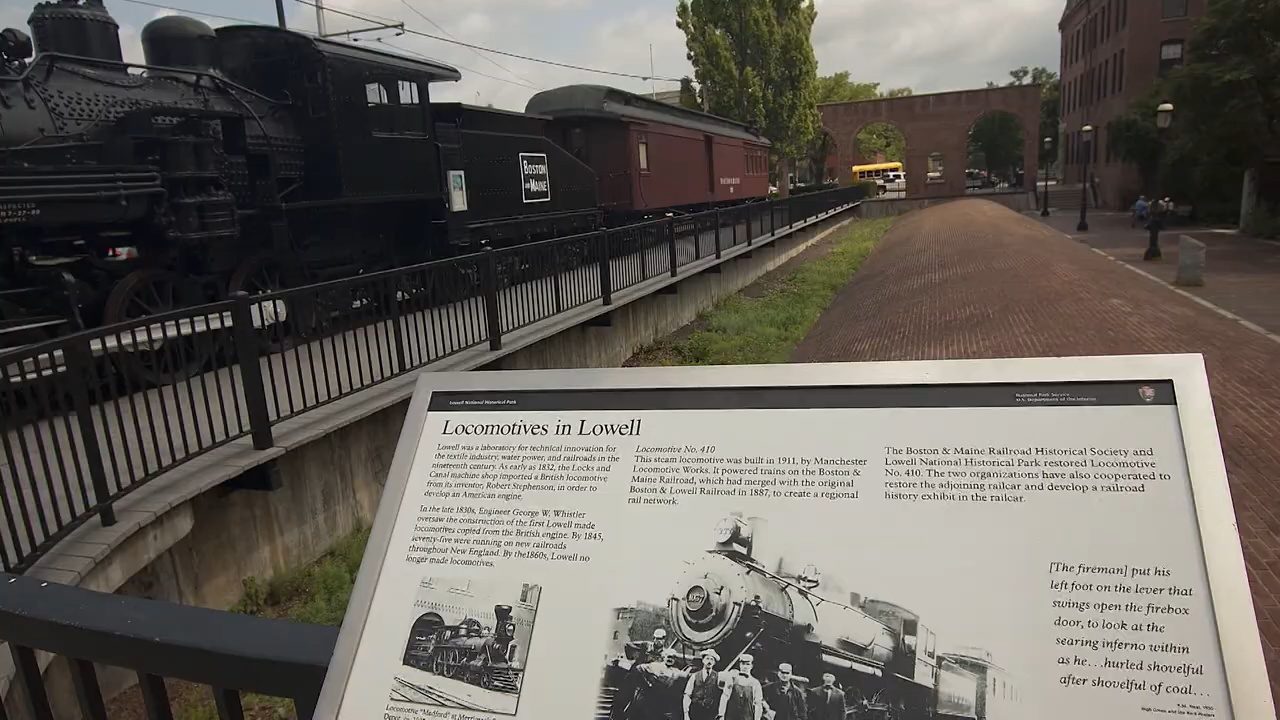 BOSTON
AND
MAINE
Lowell National Historical Park
National Park Service
U.S. Department of the Interior
Locomotives in Lowell
Lowell was a laboratory for technical innovation for
the textile industry, water power, and railroads in the
nineteenth century. As early as 1832, the Locks and
Canal machine shop imported a British locomotive
from its inventor, Robert Stephenson, in order to
develop an American engine.
In the late 1830s, Engineer George W. Whistler
oversaw the construction of the first Lowell made
locomotives copied from the British engine. By 1845,
seventy-five were running on new railroads
throughout New England. By the1860s, Lowell no
longer made locomotives.
Locomotive No. 410
This steam locomotive was built in 1911, by Manchester
Locomotive Works. It powered trains on the Boston &
Maine Railroad, which had merged with the original
Boston & Lowell Railroad in 1887, to create a regional
rail network.
The Boston & Maine Railroad Historical Society and
Lowell National Historical Park restored Locomotive
No. 410. The two organizations have also cooperated to
restore the adjoining railcar and develop a railroad
history exhibit in the railcar.
[The fireman] put his
left foot on the lever that
swings open the firebox
door, to look at the
searing inferno within
as he...hurled shovelful
after shovelful of coal...
Locomotive "Medford" at